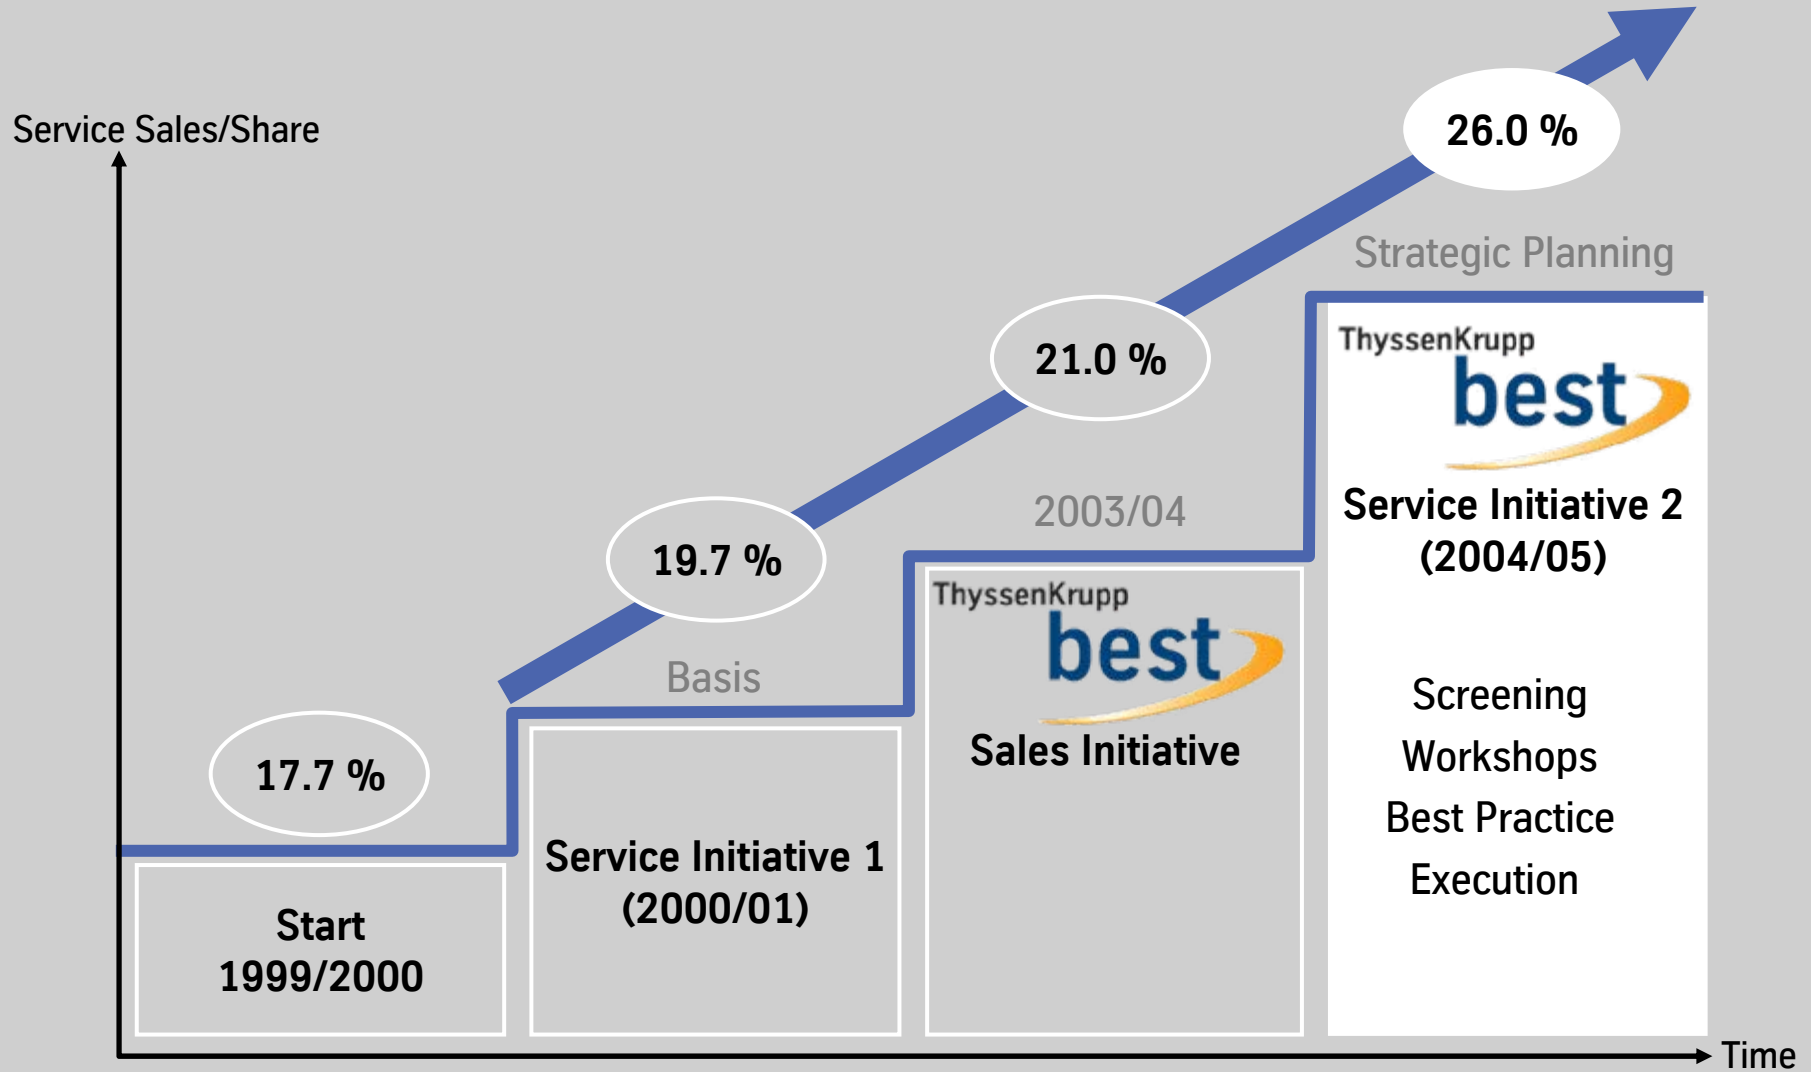 Service Sales/Share
17.7 %
Start
1999/2000
19.7 %
Basis
Service Initiative 1
(2000/01)
21.0 %
2003/04
ThyssenKrupp
best
Sales Initiative
26.0 %
Strategic Planning
ThyssenKrupp
best
Service Initiative 2
(2004/05)
Screening
Workshops
Best Practice
Execution
Time